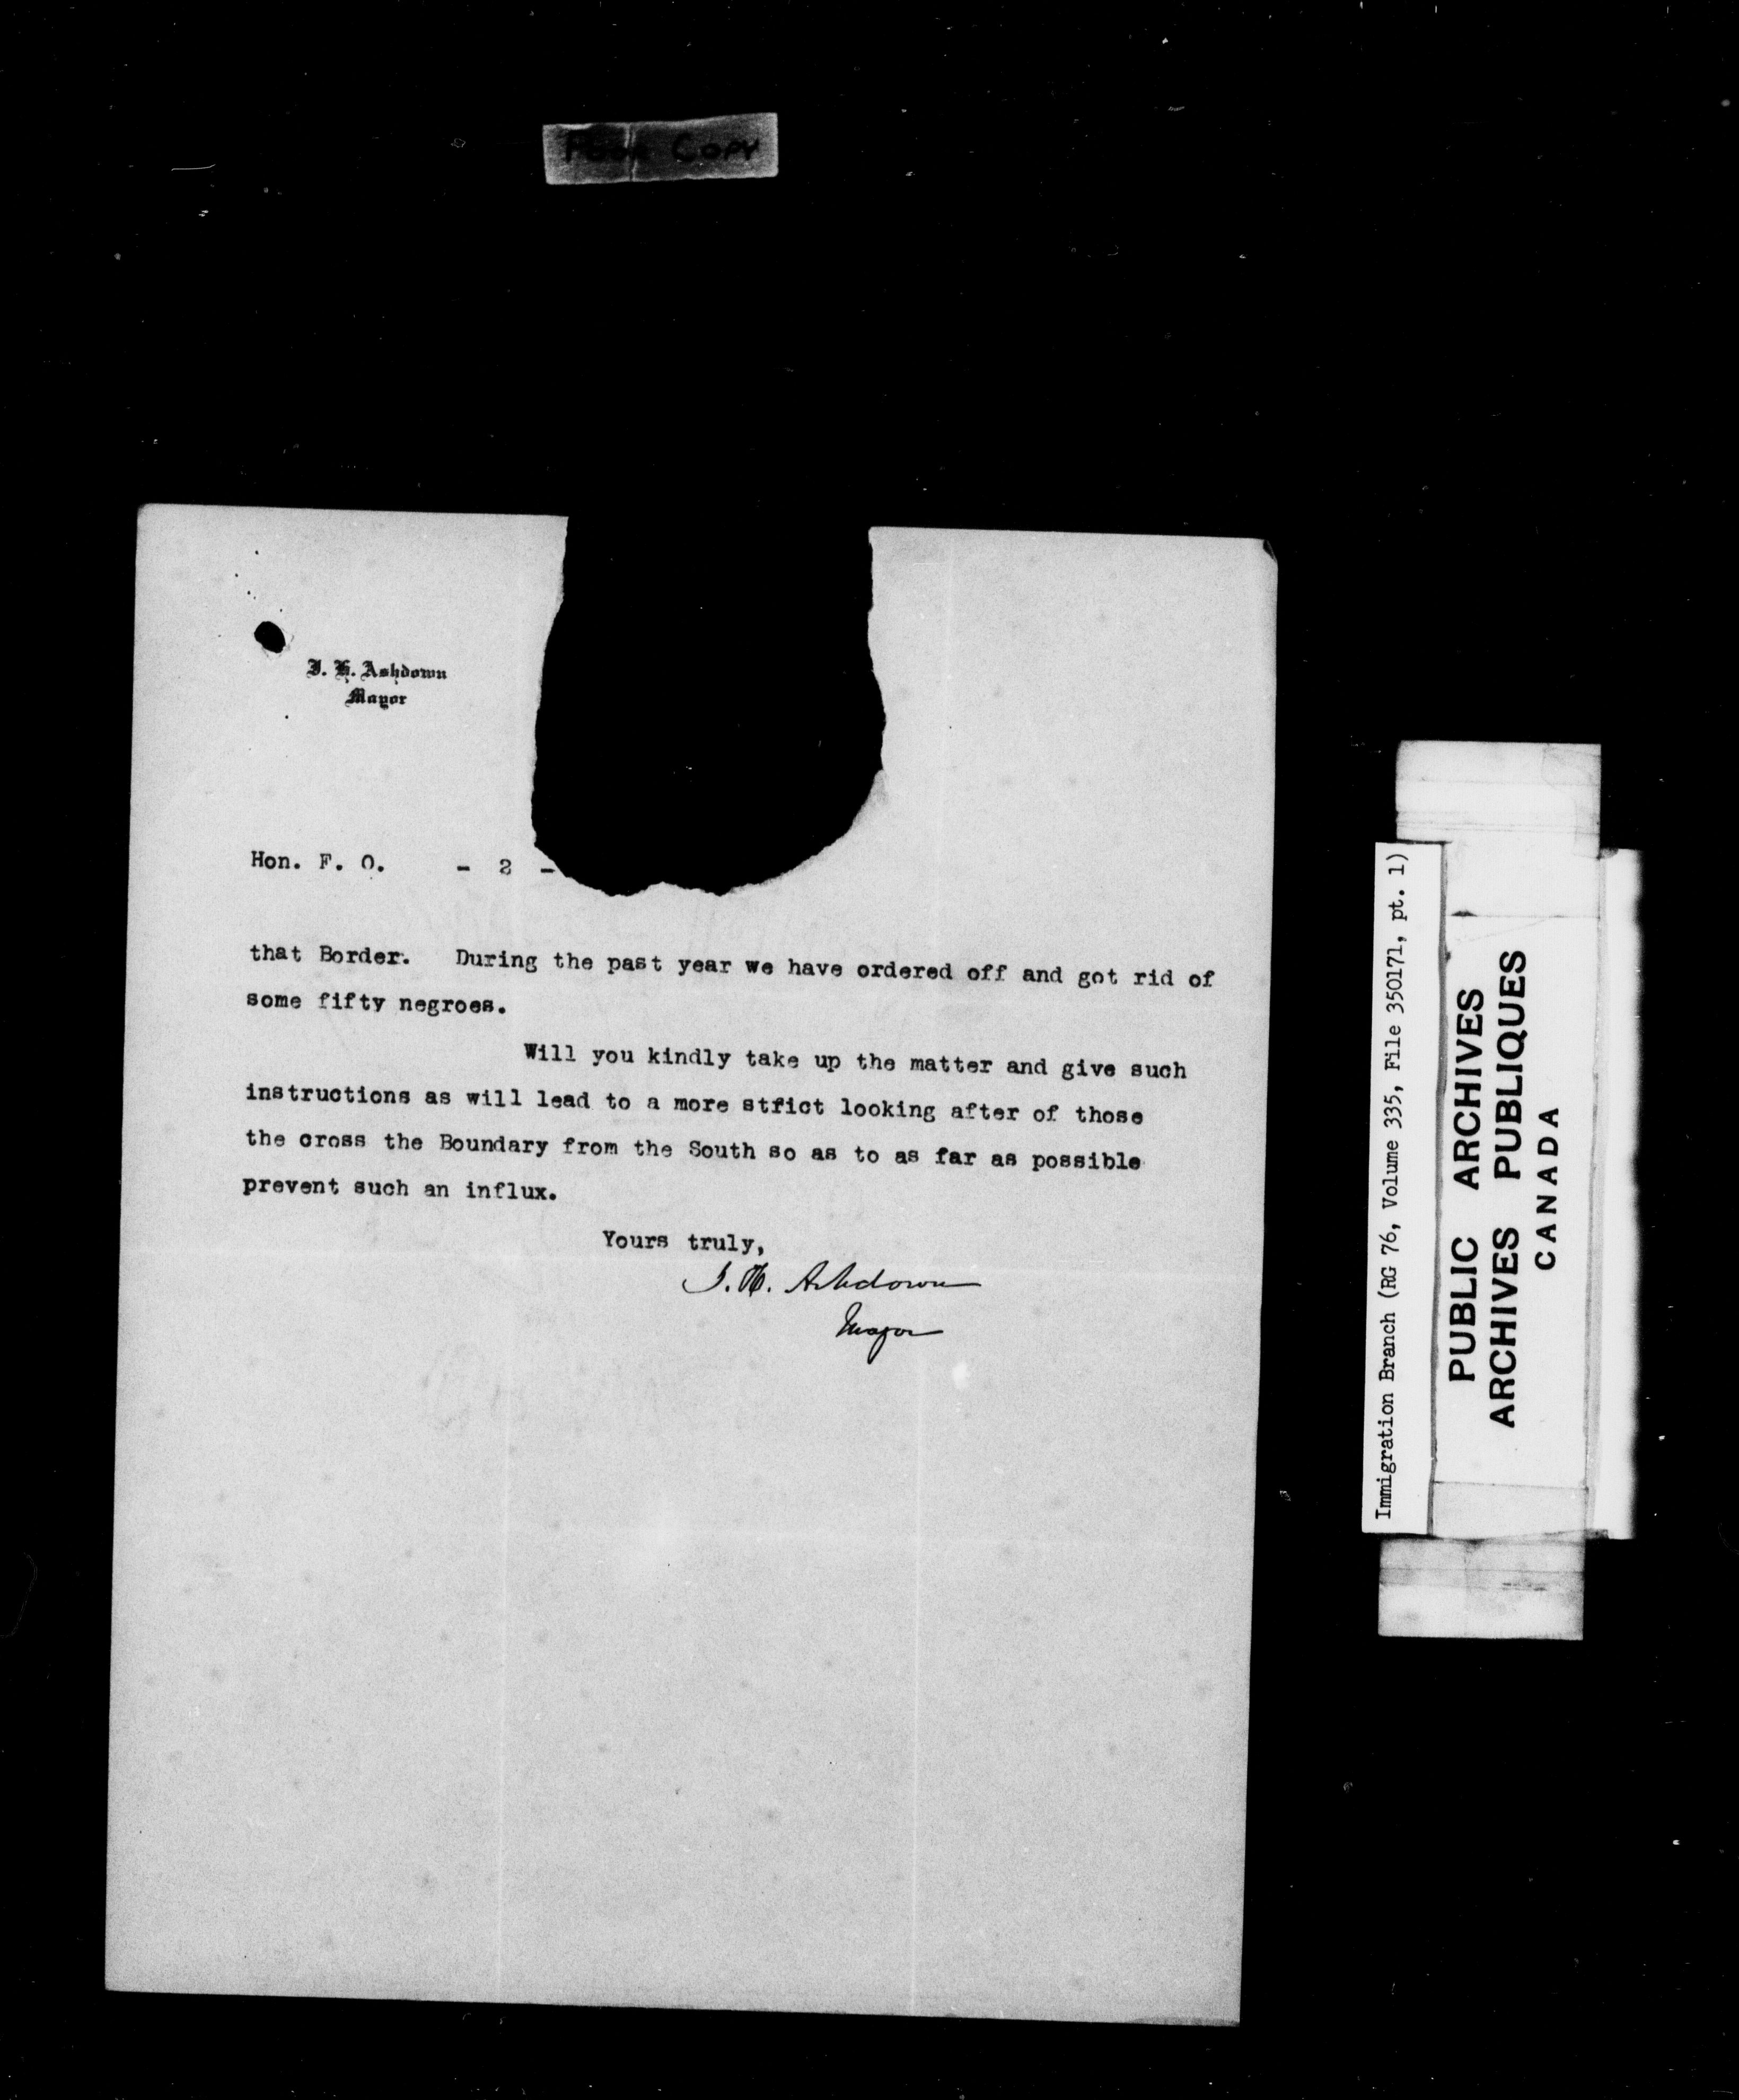 Poor Copy
J. H. Ashdown
Mayor
Hon. F. O. - 2 -
that Border. During the past year we have ordered off and got rid of
some fifty negroes.
Will you kindly take up the matter and give such
instructions as will lead to a more strict looking after of those
the cross the Boundary from the South so as to as far as possible
prevent such an influx.
Yours truly,
J. H. Ashdown
Mayor
Immigration Branch (RG 76, Volume 335, File 350171, pt. 1)
PUBLIC ARCHIVES
ARCHIVES PUBLIQUES
CANADA